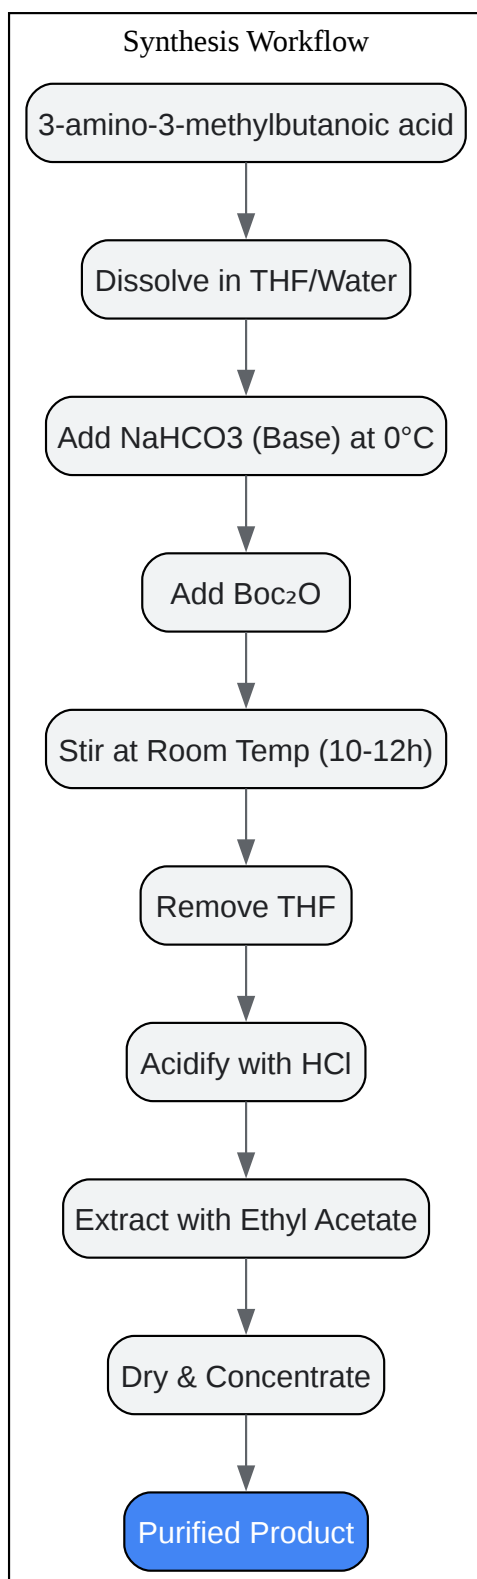 Synthesis Workflow
3-amino-3-methylbutanoic acid
Dissolve in THF/Water
Add NaHCO3 (Base) at 0°C
Add Boc₂O
Stir at Room Temp (10-12h)
Remove THF
Acidify with HCl
Extract with Ethyl Acetate
Dry & Concentrate
Purified Product